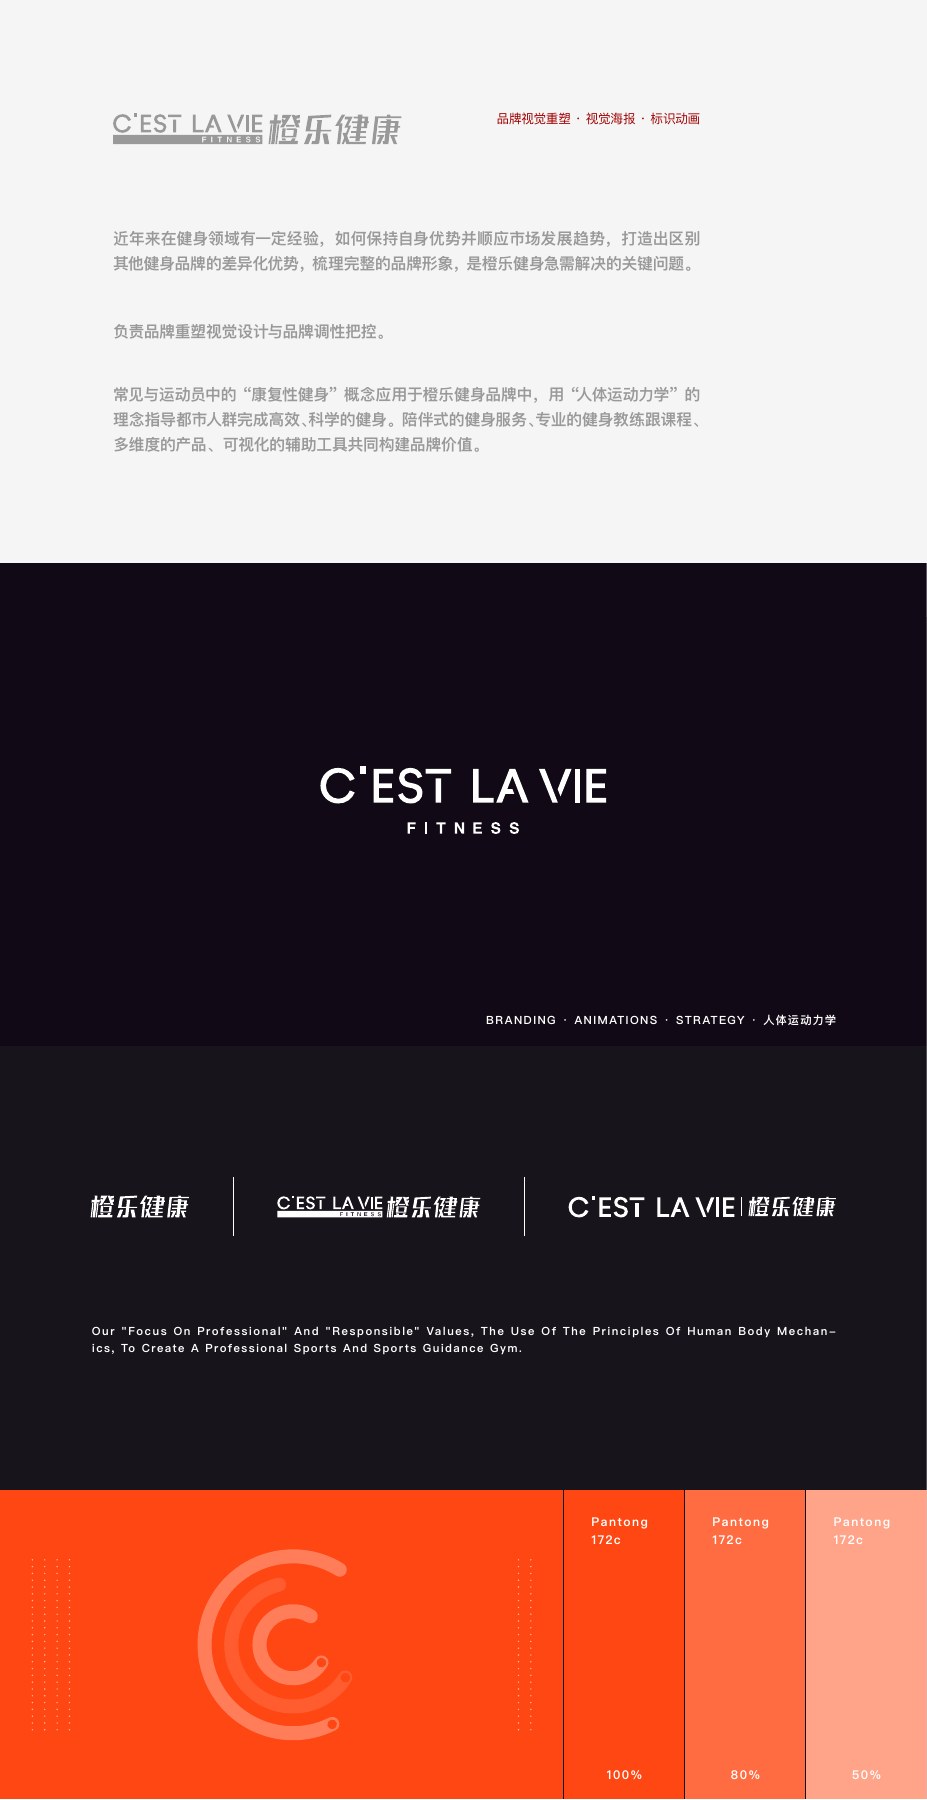 C'EST LA VIE 橙乐健康
FITNESS
品牌视觉重塑 · 视觉海报 · 标识动画
近年来在健身领域有一定经验，如何保持自身优势并顺应市场发展趋势，打造出区别
其他健身品牌的差异化优势，梳理完整的品牌形象，是橙乐健身急需解决的关键问题。
负责品牌重塑视觉设计与品牌调性把控。
常见与运动员中的“康复性健身”概念应用于橙乐健身品牌中，用“人体运动力学”的
理念指导都市人群完成高效、科学的健身。陪伴式的健身服务、专业的健身教练跟课程、
多维度的产品、可视化的辅助工具共同构建品牌价值。
C'EST LA VIE
FITNESS
BRANDING · ANIMATIONS · STRATEGY · 人体运动力学
橙乐健康
C'EST LA VIE 橙乐健康
FITNESS
C'EST LA VIE 橙乐健康
Our "Focus On Professional" And "Responsible" Values, The Use Of The Principles Of Human Body Mechan-
ics, To Create A Professional Sports And Sports Guidance Gym.
Pantong
172c
Pantong
172c
Pantong
172c
100%
80%
50%